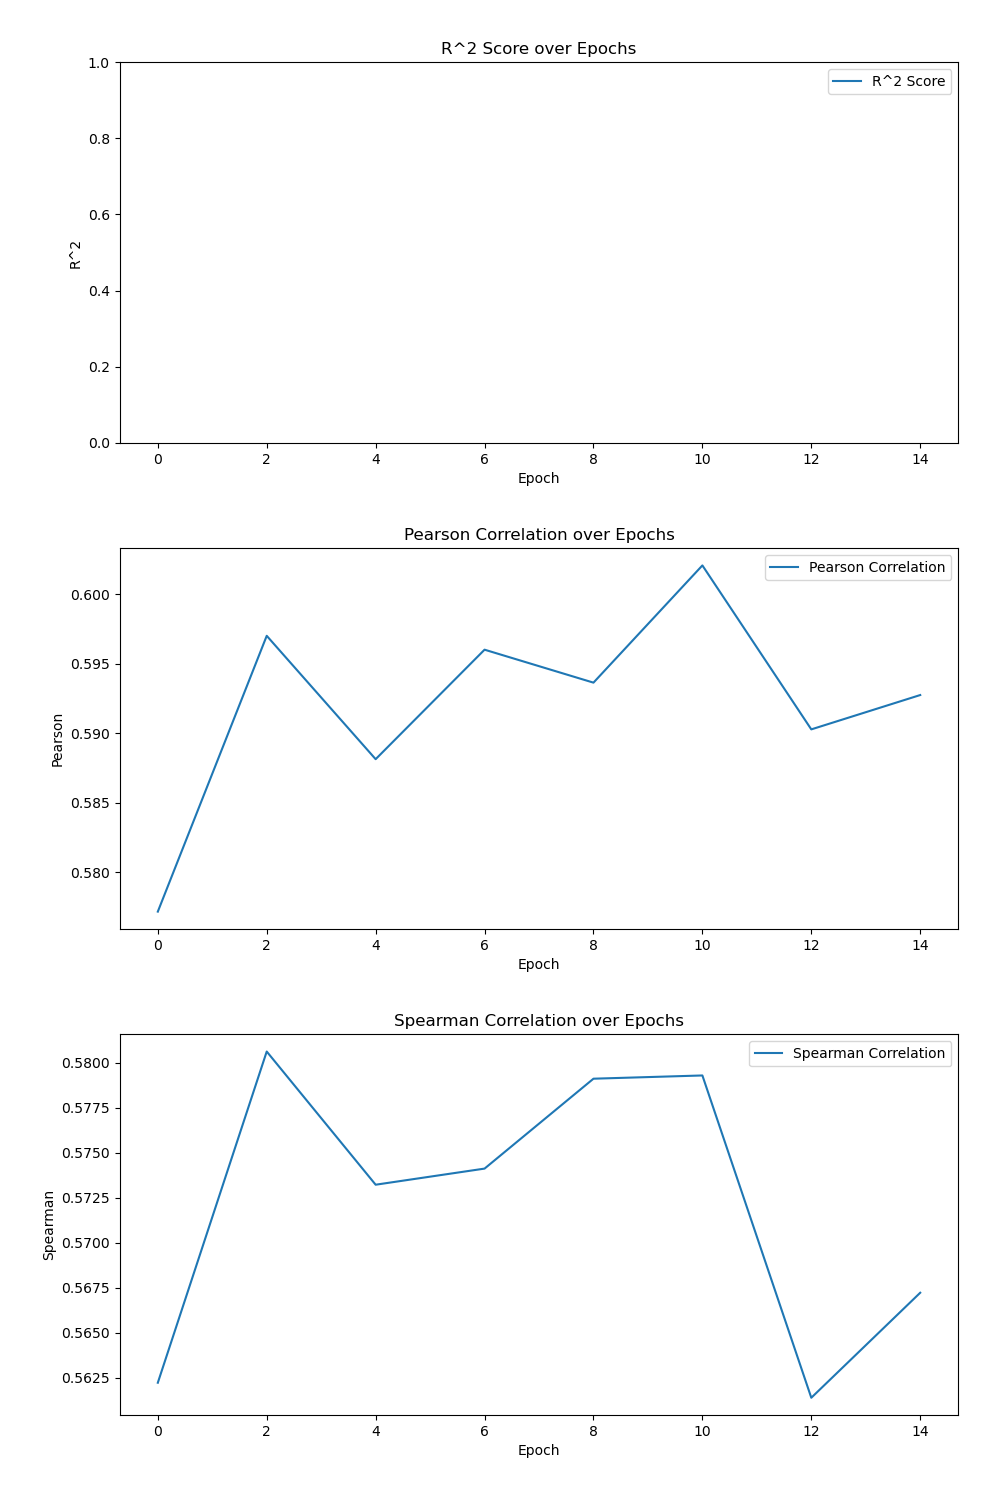 R^2 Score over Epochs
R^2 Score
1.0
0.8
0.6
0.4
0.2
0.0
R^2
0 2 4 6 8 10 12 14
Epoch
Pearson Correlation over Epochs
Pearson Correlation
0.600
0.595
0.590
0.585
0.580
Pearson
0 2 4 6 8 10 12 14
Epoch
Spearman Correlation over Epochs
Spearman Correlation
0.5800
0.5775
0.5750
0.5725
0.5700
0.5675
0.5650
0.5625
Spearman
0 2 4 6 8 10 12 14
Epoch